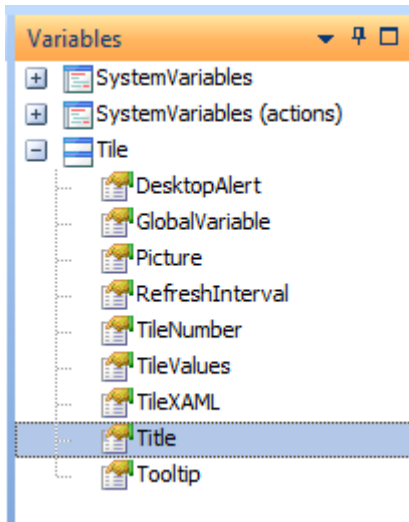 Variables
SystemVariables
SystemVariables (actions)
Tile
DesktopAlert
GlobalVariable
Picture
RefreshInterval
TileNumber
TileValues
TileXAML
Title
Tooltip